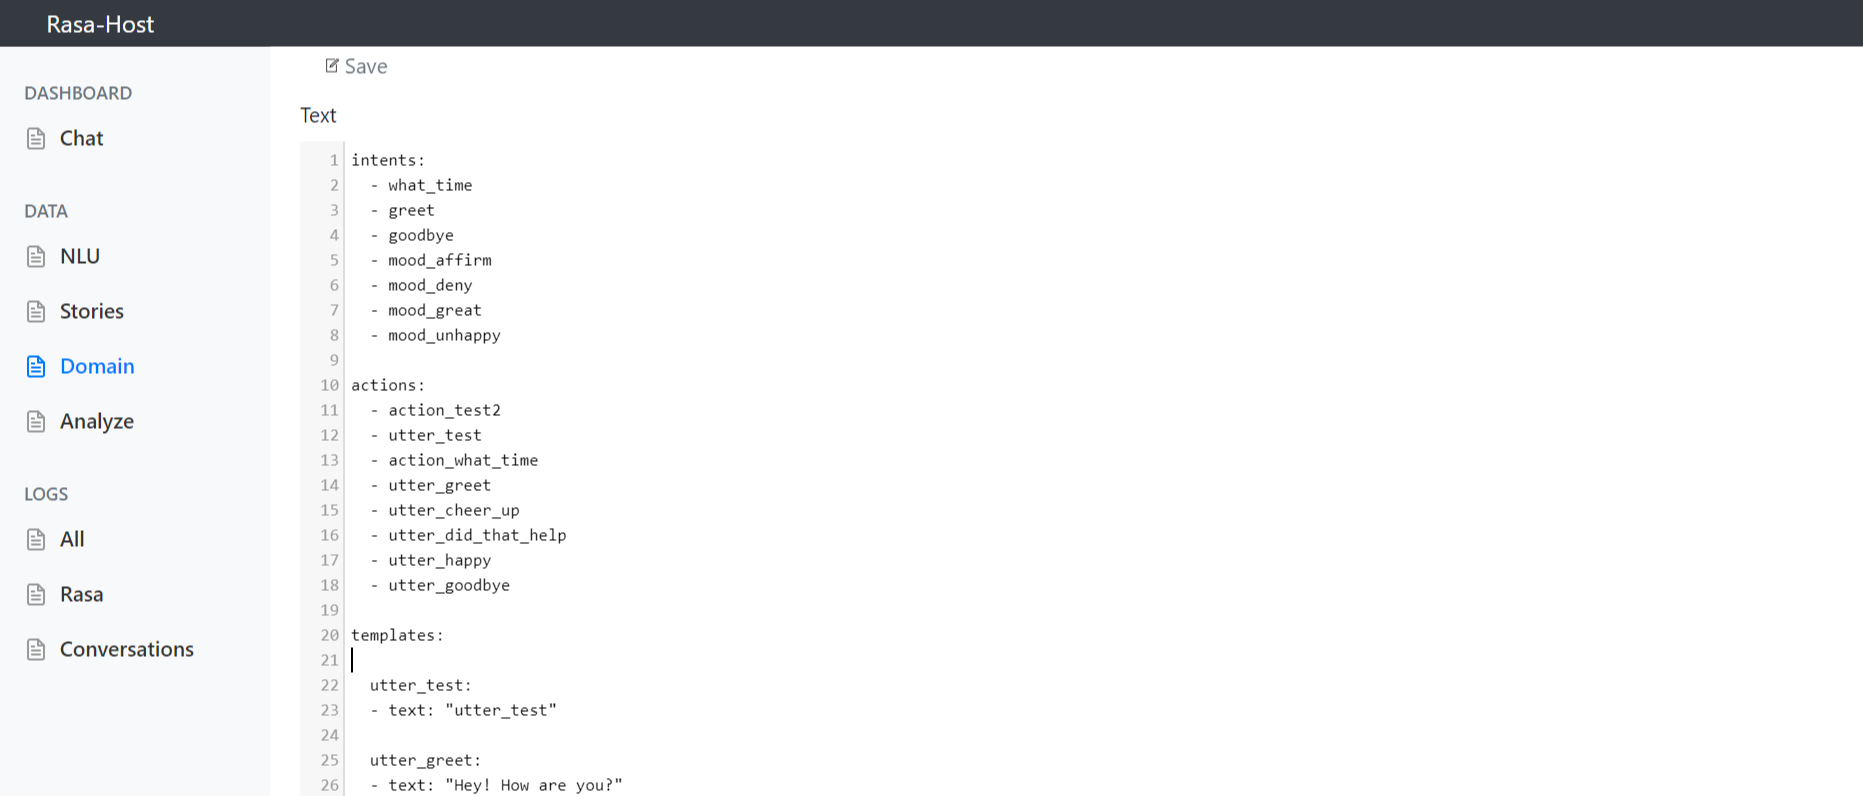 Rasa-Host
DASHBOARD
Chat
DATA
NLU
Stories
Domain
Analyze
LOGS
All
Rasa
Conversations
Save
Text
1 intents:
2   - what_time
3   - greet
4   - goodbye
5   - mood_affirm
6   - mood_deny
7   - mood_great
8   - mood_unhappy
9
10 actions:
11   - action_test2
12   - utter_test
13   - action_what_time
14   - utter_greet
15   - utter_cheer_up
16   - utter_did_that_help
17   - utter_happy
18   - utter_goodbye
19
20 templates:
21
22   utter_test:
23   - text: "utter_test"
24
25   utter_greet:
26   - text: "Hey! How are you?"